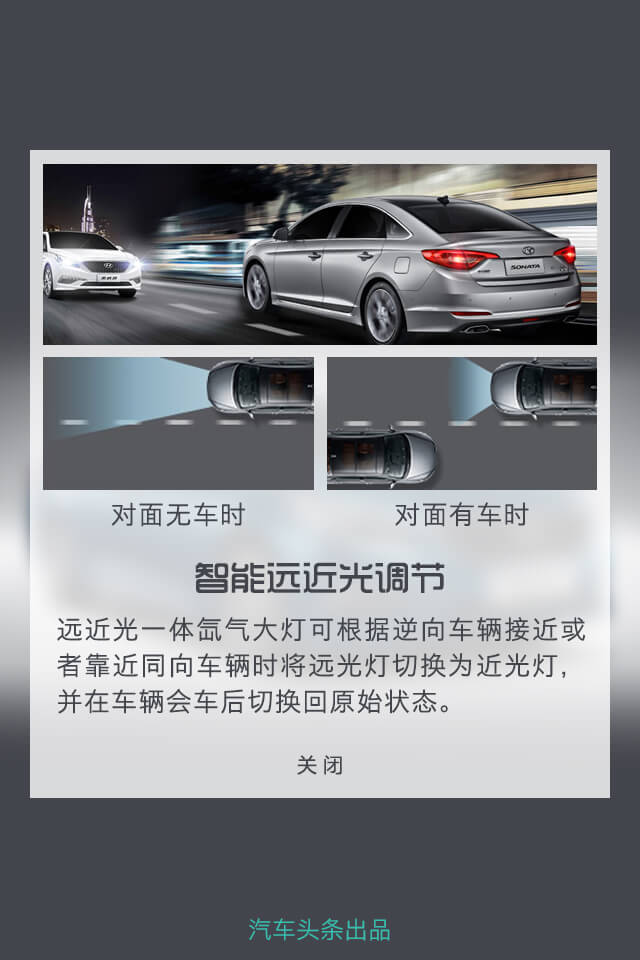 SONATA
对面无车时
对面有车时
智能远近光调节
远近光一体氙气大灯可根据逆向车辆接近或
者靠近同向车辆时将远光灯切换为近光灯，
并在车辆会车后切换回原始状态。
关闭
汽车头条出品